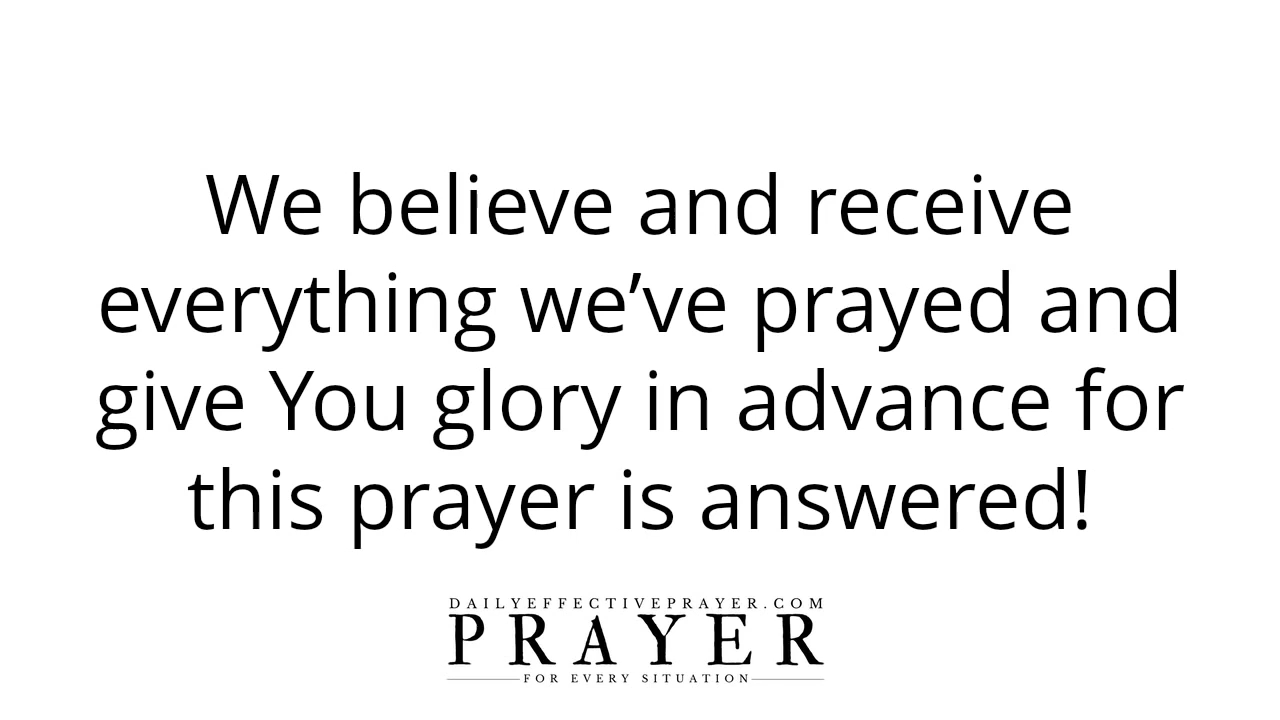 We believe and receive
everything we’ve prayed and
give You glory in advance for
this prayer is answered!
DAILYEFFECTIVEPRAYER.COM
PRAYER
FOR EVERY SITUATION